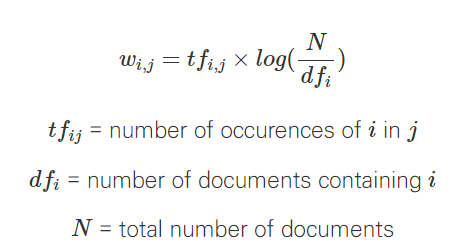 w_{i,j} = tf_{i,j} × log(\frac{N}{df_i})
tf_{ij} = number of occurences of i in j
df_i = number of documents containing i
N = total number of documents